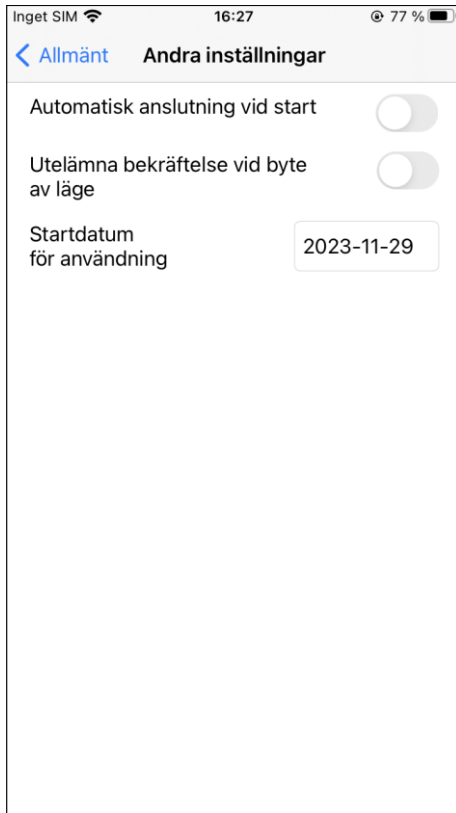 Inget SIM 16:27 77 %
Allmänt Andra inställningar
Automatisk anslutning vid start
Utelämna bekräftelse vid byte
av läge
Startdatum
för användning
2023-11-29